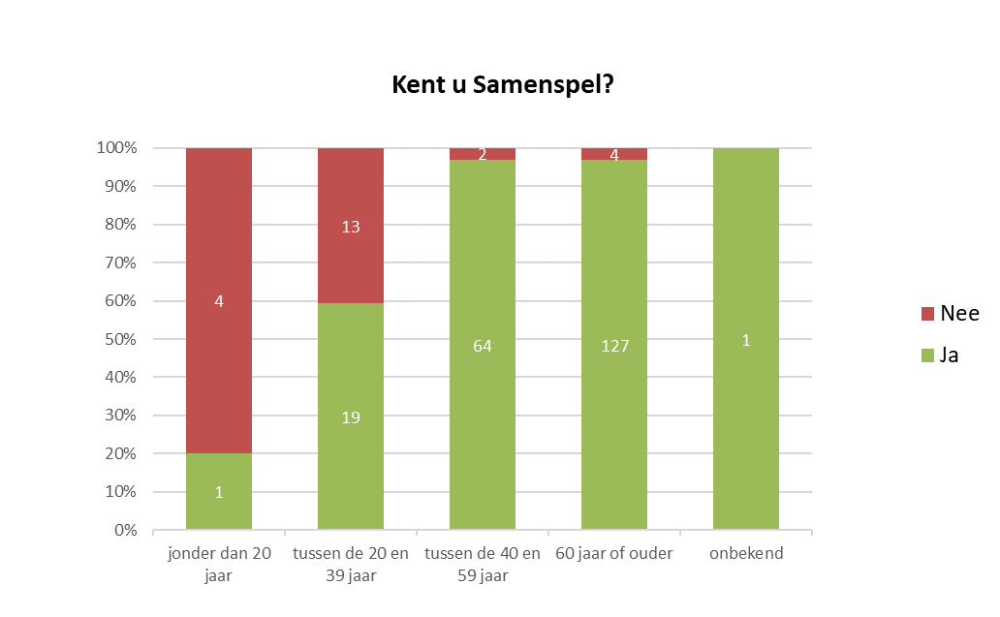 Kent u Samenspel?
100%
90%
80%
70%
60%
50%
40%
30%
20%
10%
0%
4
13
2
4
1
19
64
127
1
jonder dan 20
jaar
tussen de 20 en
39 jaar
tussen de 40 en
59 jaar
60 jaar of ouder
onbekend
Nee
Ja